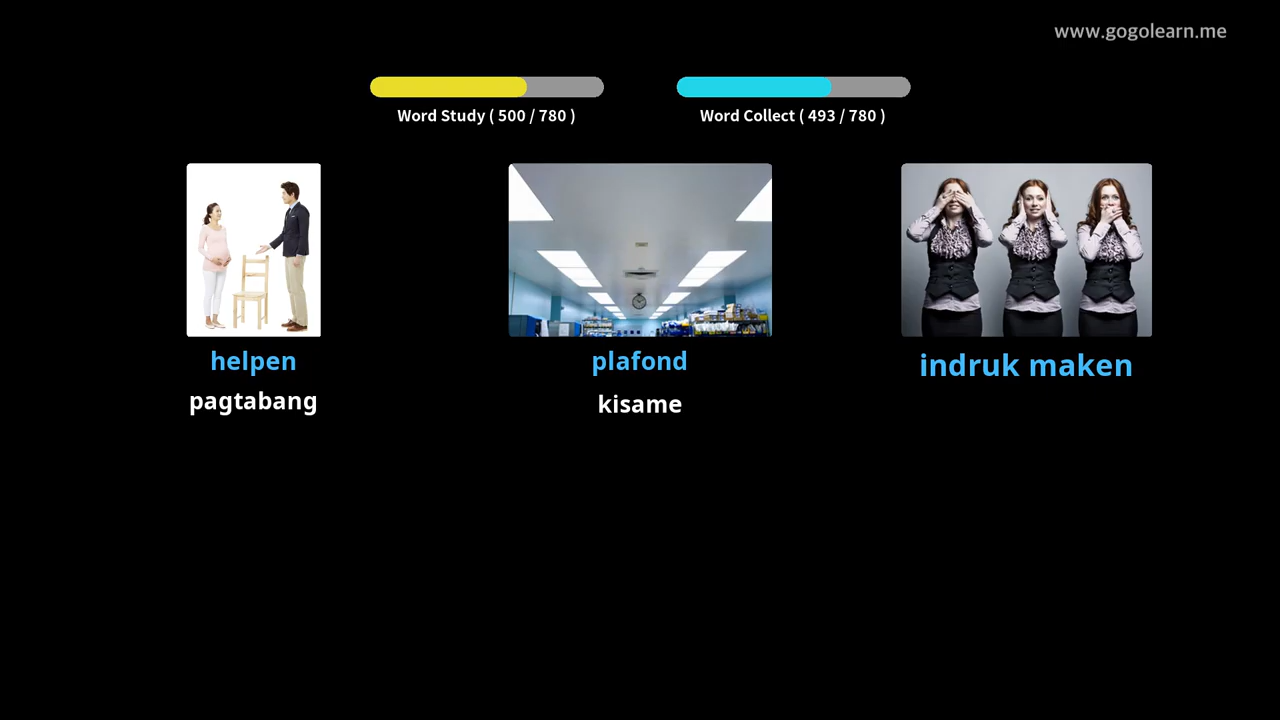 www.gogolearn.me
Word Study ( 500 / 780 )
Word Collect ( 493 / 780 )
helpen
pagtabang
plafond
kisame
indruk maken